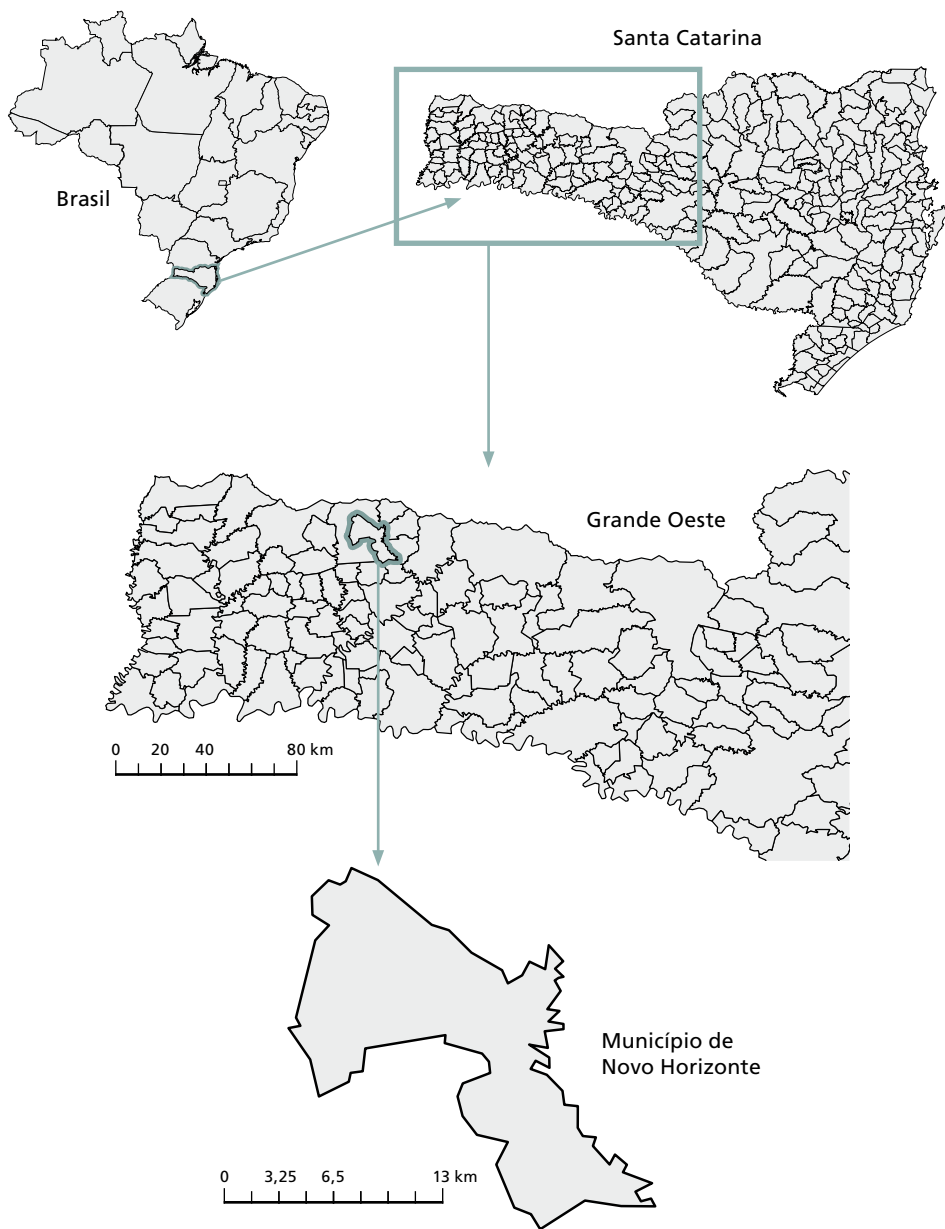 Santa Catarina
Brasil
Grande Oeste
0 20 40 80 km
Município de
Novo Horizonte
0 3,25 6,5 13 km